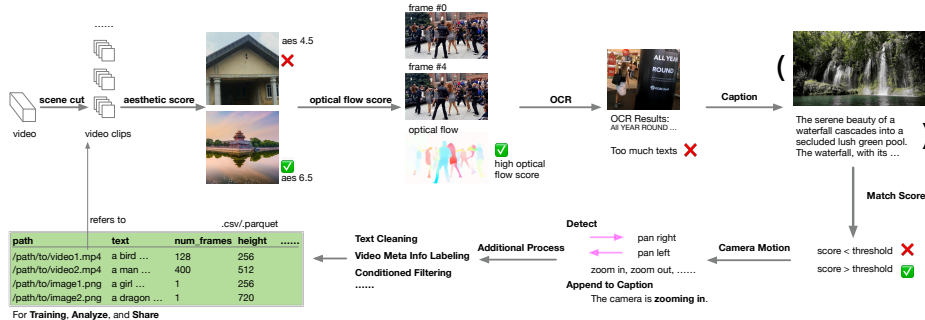 ......
frame #0
aes 4.5
frame #4
scene cut
aesthetic score
optical flow score
OCR
Caption
ALL YEAR
ROUND
(
)
video
video clips
aes 6.5
optical flow
high optical
flow score
OCR Results:
All YEAR ROUND ...
Too much texts
The serene beauty of a
waterfall cascades into a
secluded lush green pool.
The waterfall, with its ...
Match Score
refers to
.csv/.parquet
path text num_frames height ......
/path/to/video1.mp4 a bird ... 128 256
/path/to/video2.mp4 a man ... 400 512
/path/to/image1.png a girl ... 1 256
/path/to/image2.png a dragon ... 1 720
For Training, Analyze, and Share
Text Cleaning
Video Meta Info Labeling
Conditioned Filtering
......
Additional Process
Detect
pan right
pan left
zoom in, zoom out, ......
Append to Caption
The camera is zooming in.
Camera Motion
score < threshold
score > threshold